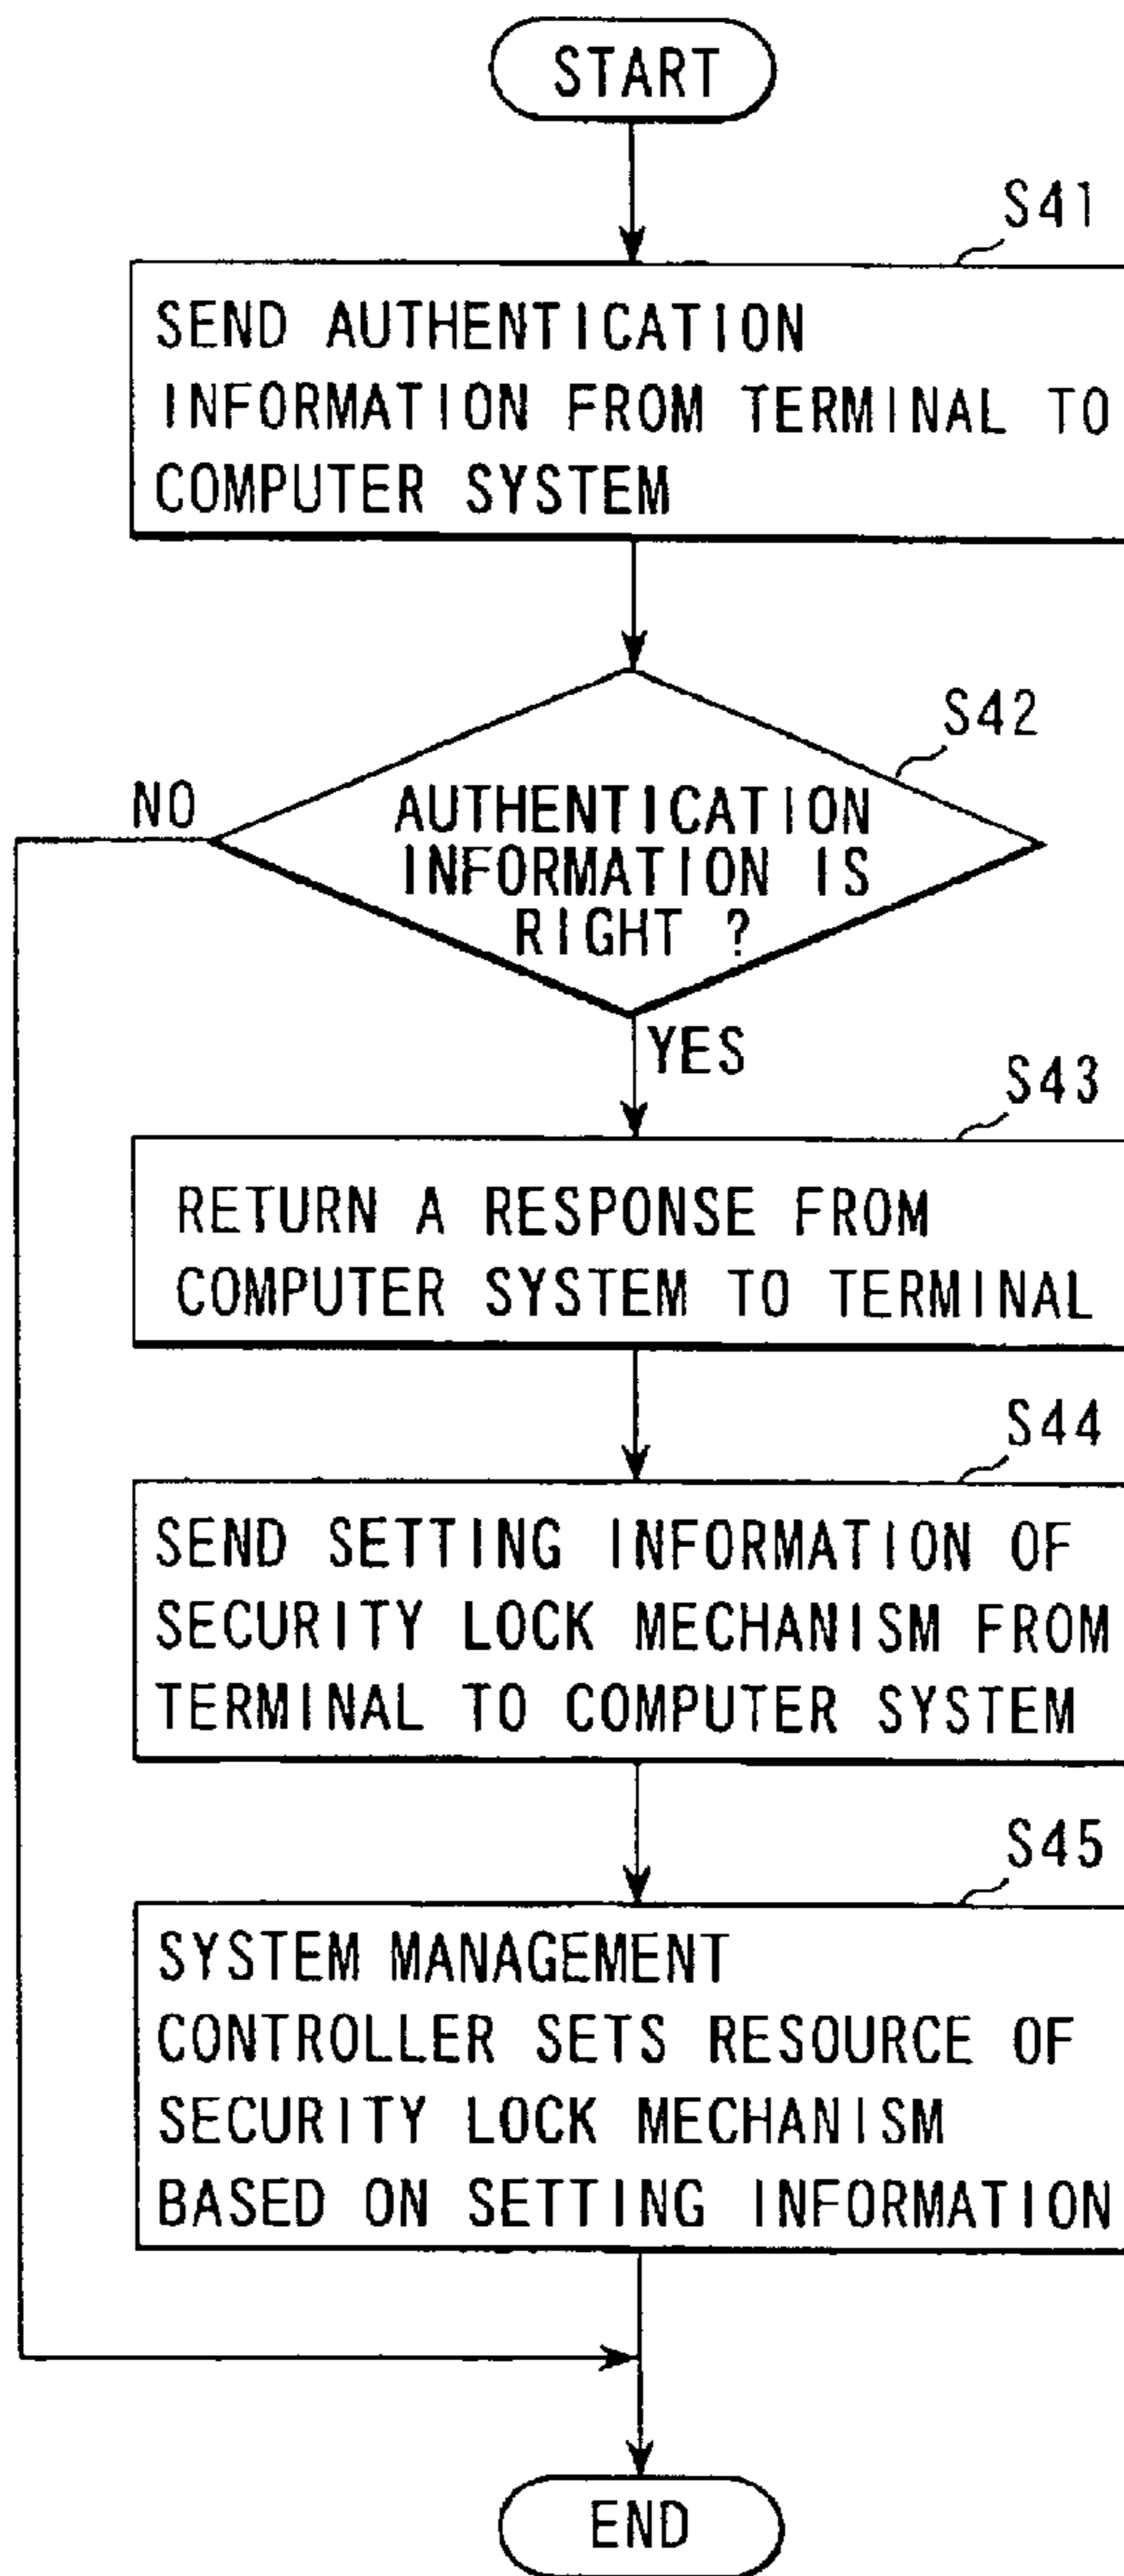 START
S41
SEND AUTHENTICATION
INFORMATION FROM TERMINAL TO
COMPUTER SYSTEM
S42
NO
AUTHENTICATION
INFORMATION IS
RIGHT ?
YES
S43
RETURN A RESPONSE FROM
COMPUTER SYSTEM TO TERMINAL
S44
SEND SETTING INFORMATION OF
SECURITY LOCK MECHANISM FROM
TERMINAL TO COMPUTER SYSTEM
S45
SYSTEM MANAGEMENT
CONTROLLER SETS RESOURCE OF
SECURITY LOCK MECHANISM
BASED ON SETTING INFORMATION
END